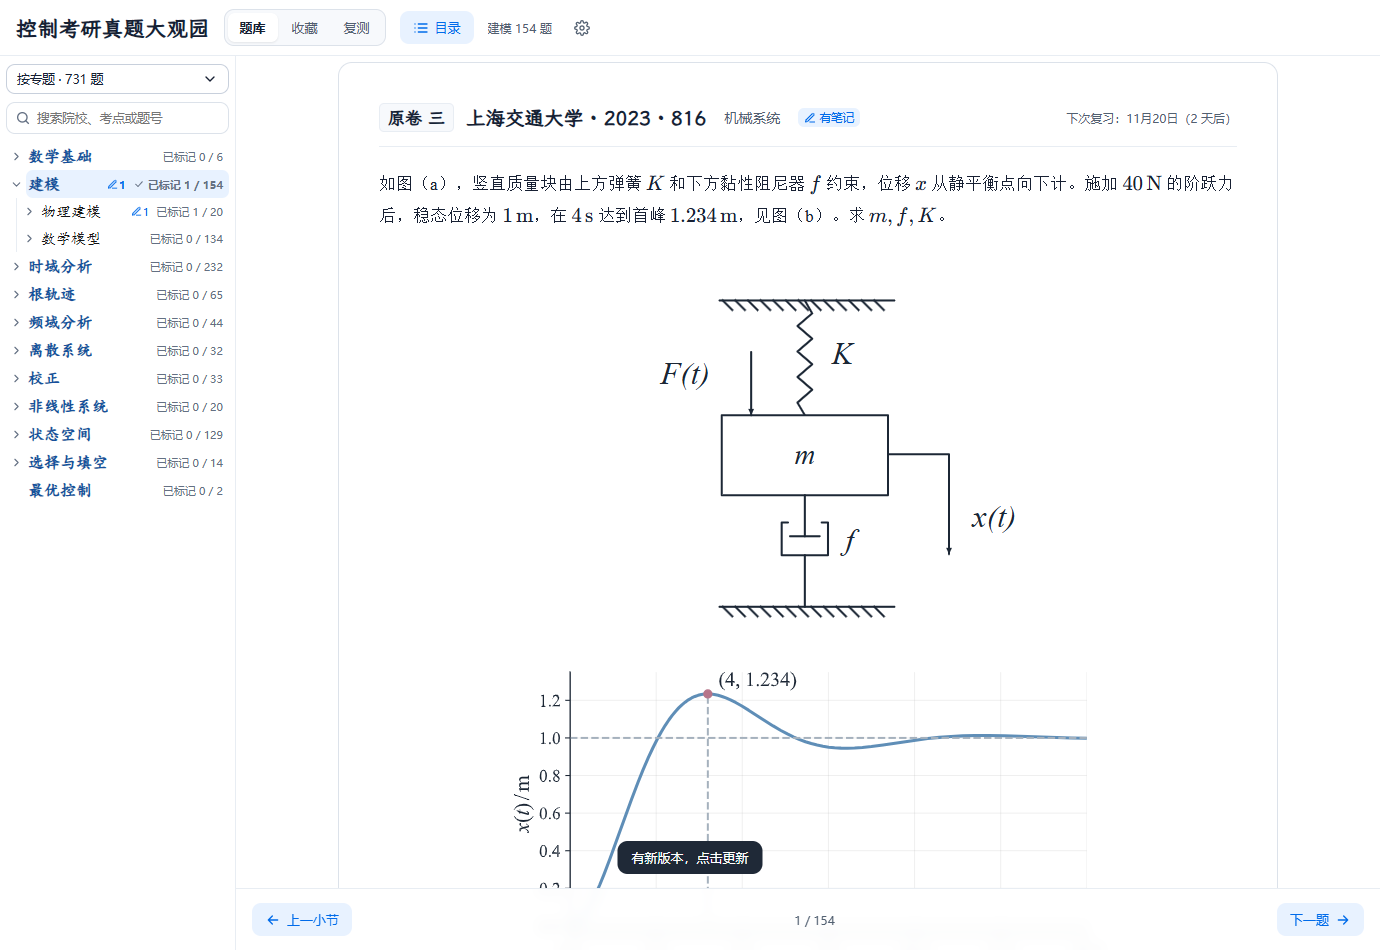 控制考研真题大观园
题库 收藏 复测
目录
建模 154 题
按专题 · 731 题
搜索院校、考点或题号
数学基础 已标记 0 / 6
建模 1 已标记 1 / 154
物理建模 1 已标记 1 / 20
数学模型 已标记 0 / 134
时域分析 已标记 0 / 232
根轨迹 已标记 0 / 65
频域分析 已标记 0 / 44
离散系统 已标记 0 / 32
校正 已标记 0 / 33
非线性系统 已标记 0 / 20
状态空间 已标记 0 / 129
选择与填空 已标记 0 / 14
最优控制 已标记 0 / 2
原卷 三 上海交通大学 · 2023 · 816 机械系统 有笔记 下次复习：11月20日（2 天后）
如图（a），竖直质量块由上方弹簧 K 和下方黏性阻尼器 f 约束，位移 x 从静平衡点向下计。施加 40 N 的阶跃力
后，稳态位移为 1 m，在 4 s 达到首峰 1.234 m，见图（b）。求 m, f, K。
K
F(t)
m
x(t)
f
(4, 1.234)
1.2
1.0
0.8
0.6
0.4
0.2
x(t)/m
有新版本，点击更新
上一小节
1 / 154
下一题